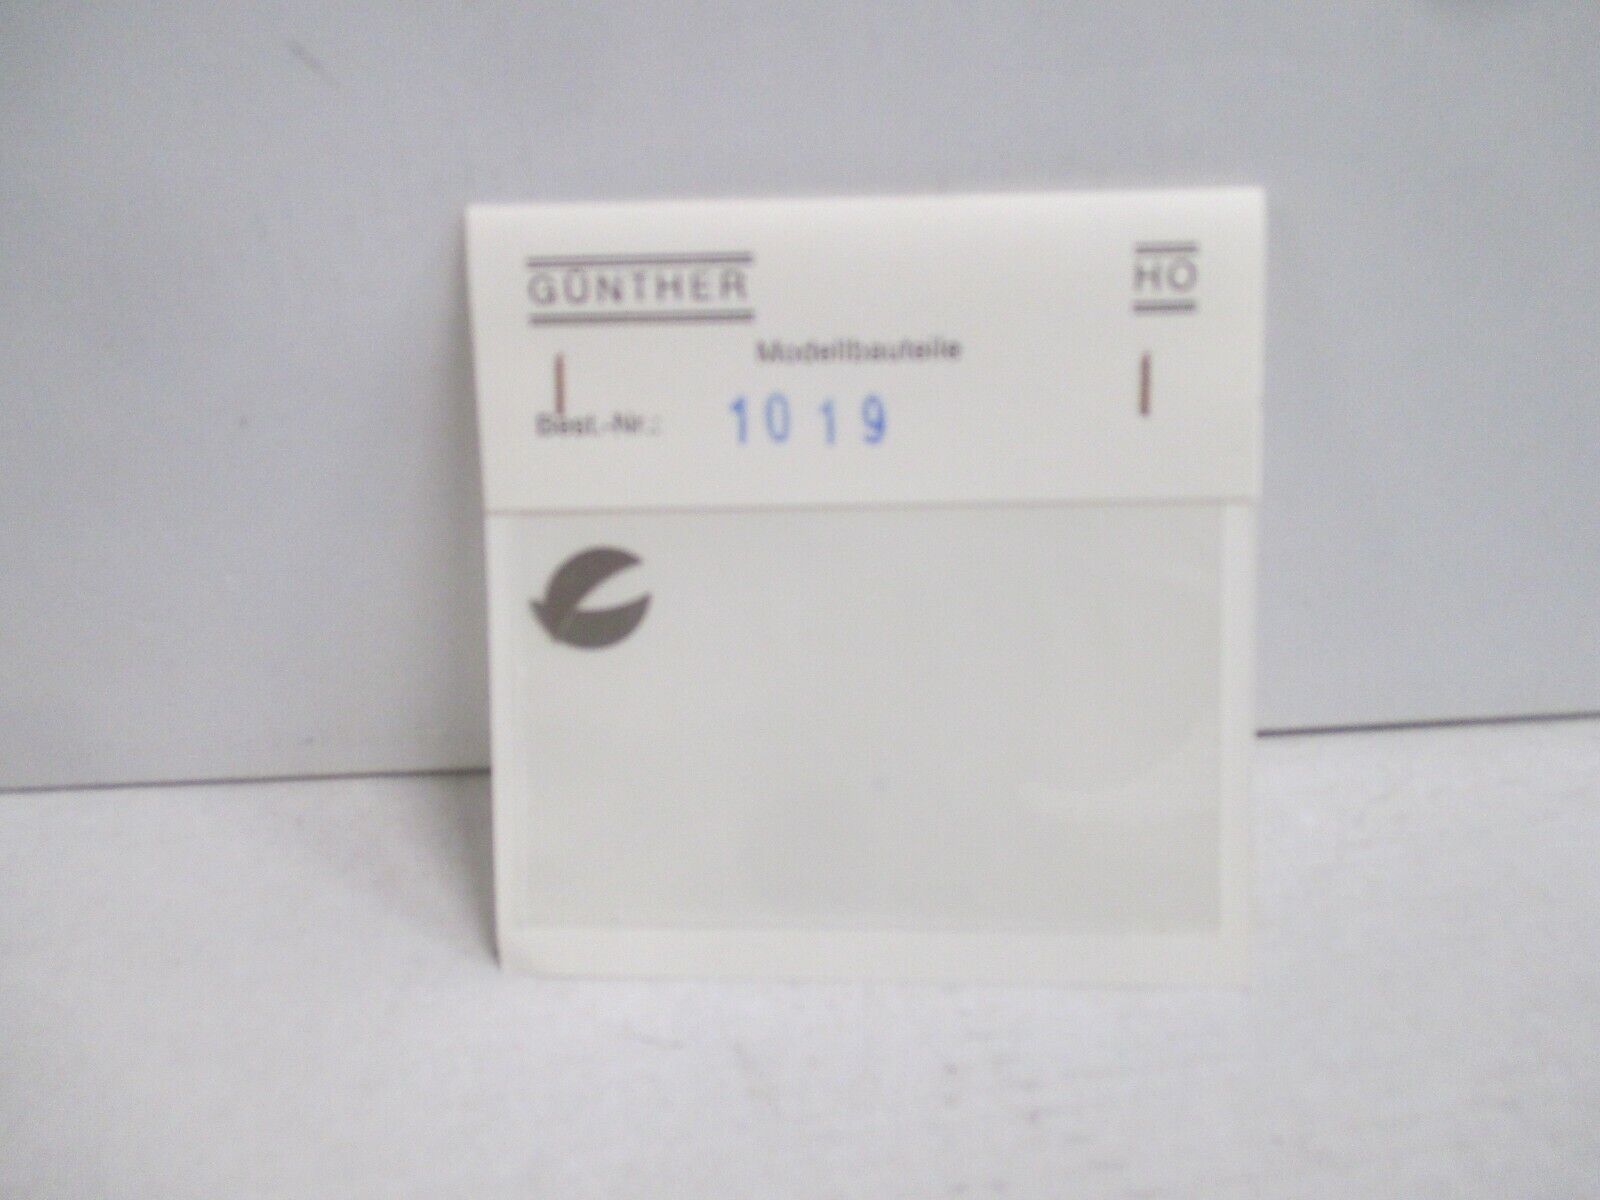 GÜNTHER
HO
Modellbauteile
Best.-Nr.: 1019